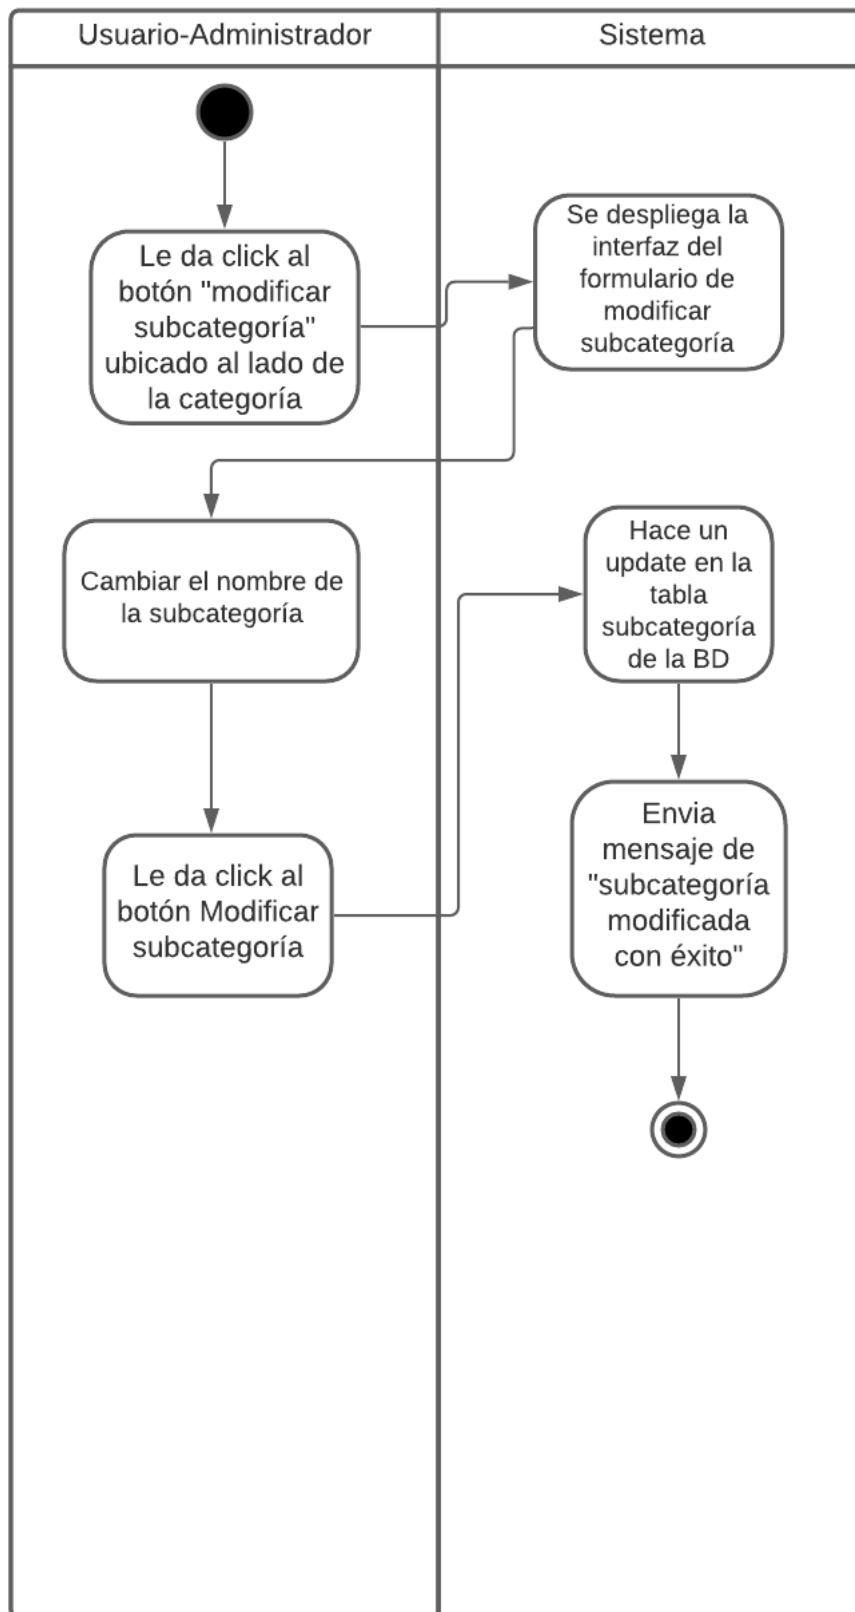 Usuario-Administrador
Sistema
Le da click al
botón "modificar
subcategoría"
ubicado al lado de
la categoría
Se despliega la
interfaz del
formulario de
modificar
subcategoría
Cambiar el nombre de
la subcategoría
Le da click al
botón Modificar
subcategoría
Hace un
update en la
tabla
subcategoría
de la BD
Envia
mensaje de
"subcategoría
modificada
con éxito"